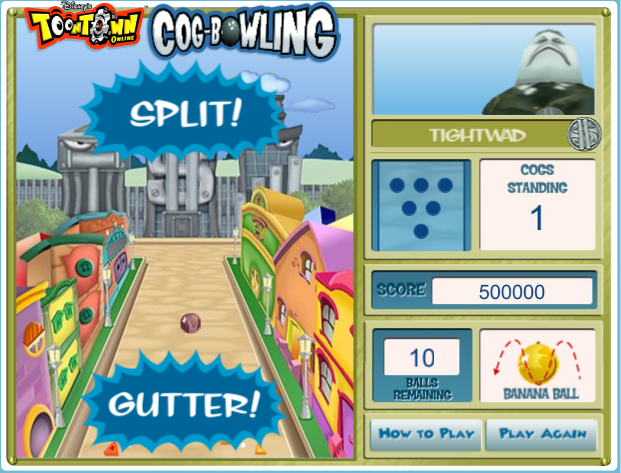 Disney's
TOONTOWN
ONLINE
COG-BOWLING
SPLIT!
GUTTER!
TIGHTWAD
COGS
STANDING
1
SCORE 500000
10
BALLS
REMAINING
BANANA BALL
HOW TO PLAY
PLAY AGAIN